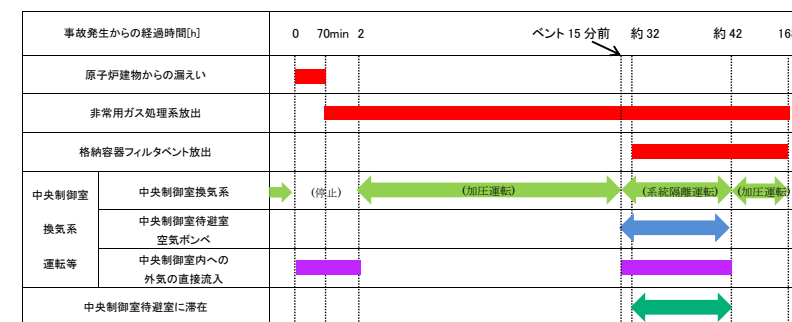 事故発生からの経過時間[h] 0 70min 2 ベント 15 分前 約 32 約 42 168
原子炉建物からの漏えい
非常用ガス処理系放出
格納容器フィルタベント放出
中央制御室
換気系
運転等
中央制御室換気系 (停止) (加圧運転) (系統隔離運転) (加圧運転)
中央制御室待避室
空気ボンベ
中央制御室内への
外気の直接流入
中央制御室待避室に滞在